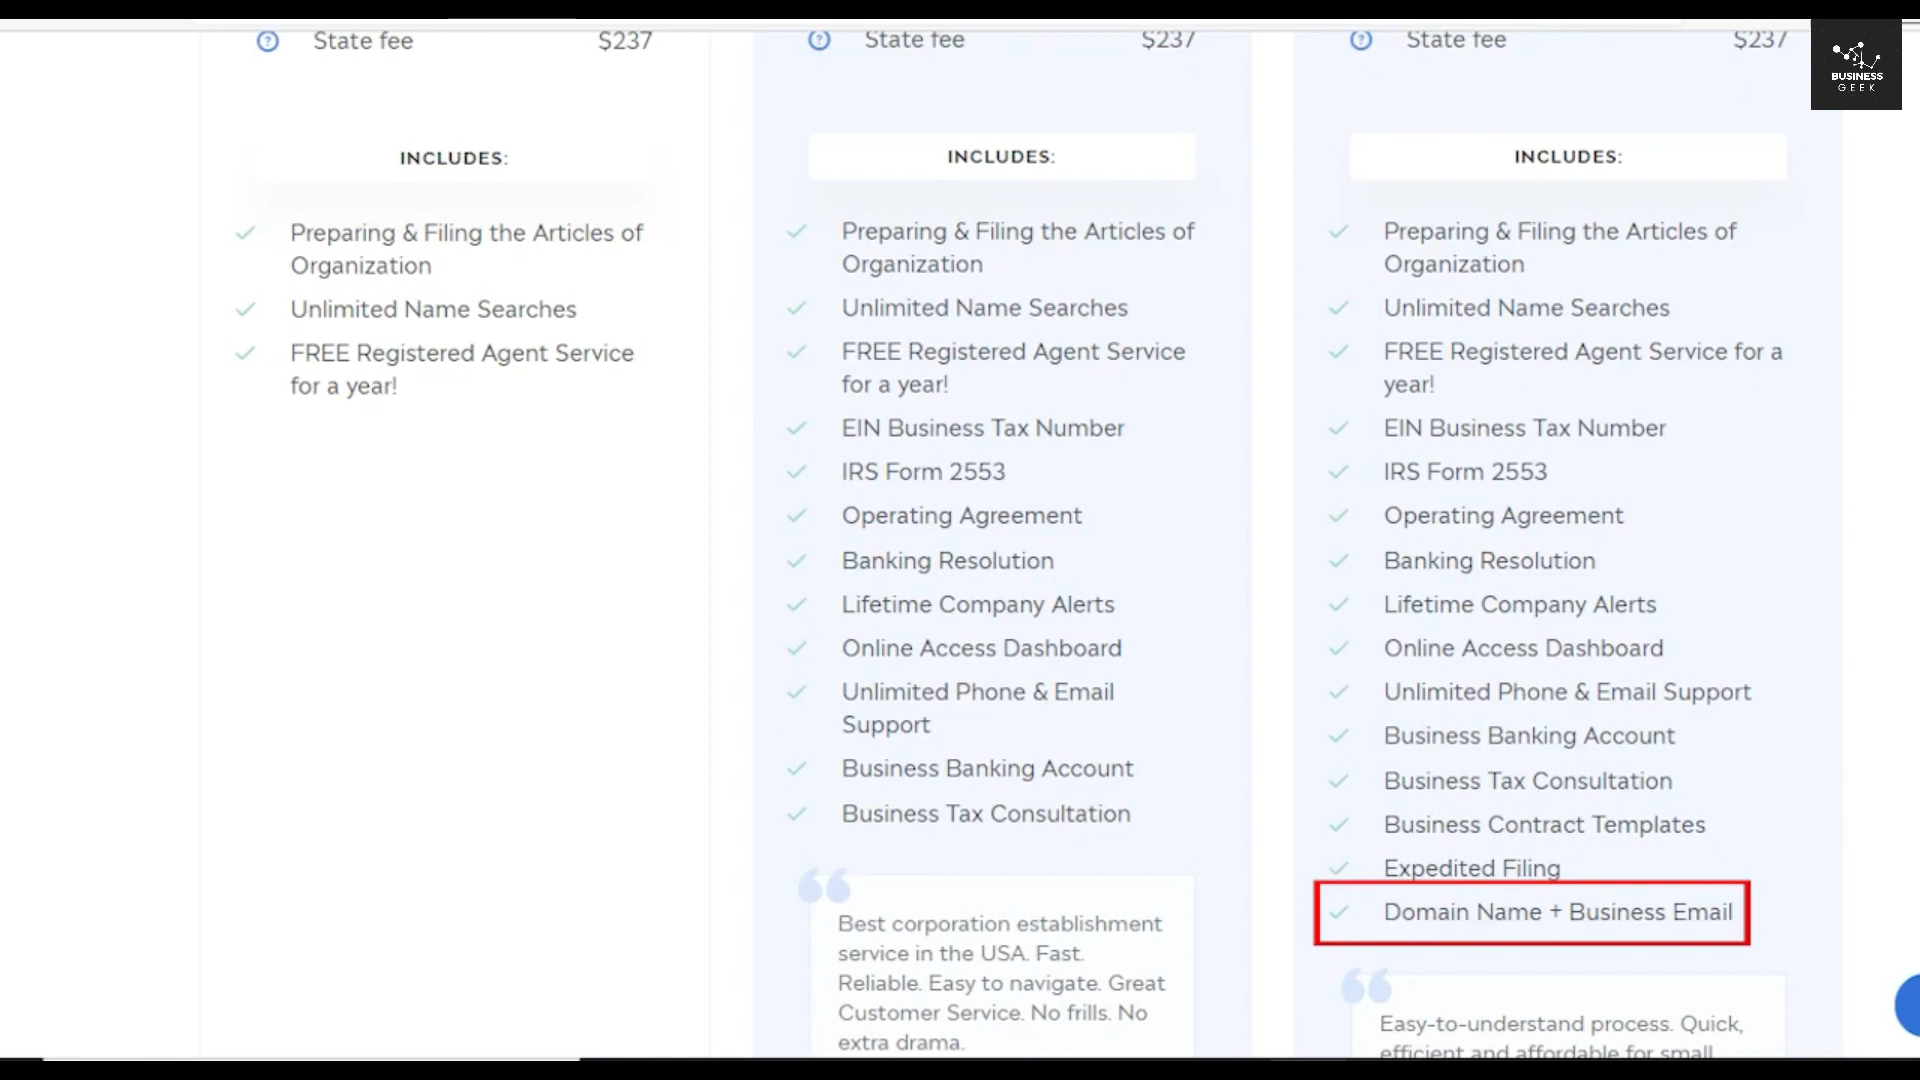 State fee $237
INCLUDES:
Preparing & Filing the Articles of
Organization
Unlimited Name Searches
FREE Registered Agent Service
for a year!
State fee $237
INCLUDES:
Preparing & Filing the Articles of
Organization
Unlimited Name Searches
FREE Registered Agent Service
for a year!
EIN Business Tax Number
IRS Form 2553
Operating Agreement
Banking Resolution
Lifetime Company Alerts
Online Access Dashboard
Unlimited Phone & Email
Support
Business Banking Account
Business Tax Consultation
Best corporation establishment
service in the USA. Fast.
Reliable. Easy to navigate. Great
Customer Service. No frills. No
extra drama.
State fee $237
INCLUDES:
Preparing & Filing the Articles of
Organization
Unlimited Name Searches
FREE Registered Agent Service for a
year!
EIN Business Tax Number
IRS Form 2553
Operating Agreement
Banking Resolution
Lifetime Company Alerts
Online Access Dashboard
Unlimited Phone & Email Support
Business Banking Account
Business Tax Consultation
Business Contract Templates
Expedited Filing
Domain Name + Business Email
Easy-to-understand process. Quick,
efficient and affordable for small
BUSINESS
GEEK